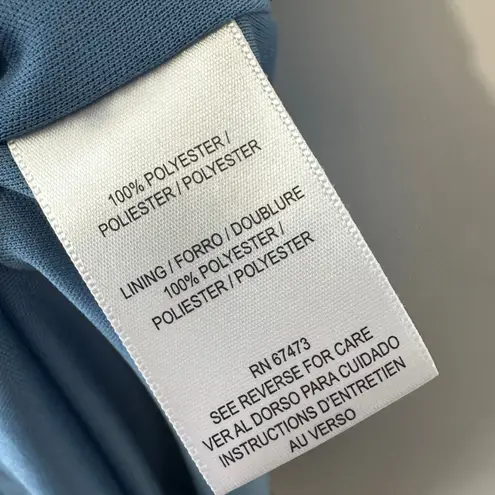 100% POLYESTER /
POLIESTER / POLYESTER
LINING / FORRO / DOUBLURE
100% POLYESTER /
POLIESTER / POLYESTER
RN 67473
SEE REVERSE FOR CARE
VER AL DORSO PARA CUIDADO
INSTRUCTIONS D'ENTRETIEN
AU VERSO